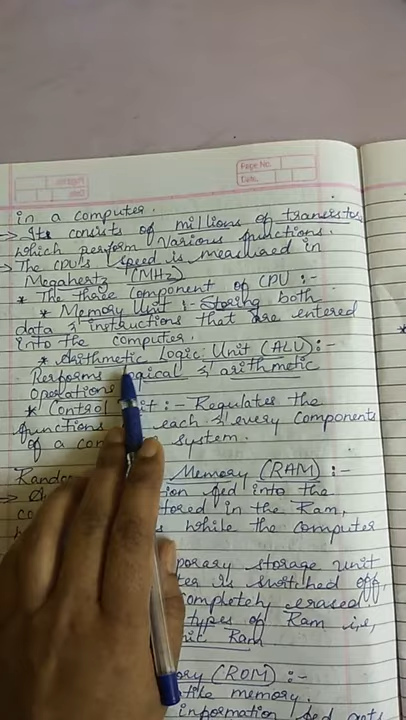 Page No.
Date
in a computer.
→ It consists of millions of transistor
which perform various functions.
→ The CPU's speed is measured in
Megahertz (MHz)
* The three component of CPU :-
* Memory Unit :- Storing both
data & instructions that are entered
into the computer.
* Arithmetic Logic Unit (ALU) :-
Performs logical & arithmetic
Operations
* Control Unit :- Regulates the
functions each & every components
of a system.
Memory (RAM) :-
fed into the
stored in the Ram,
while the computer
storage unit
is switched off,
completely erased
types of Ram i,e,
Ram
(ROM) :-
memory.
information fed gets